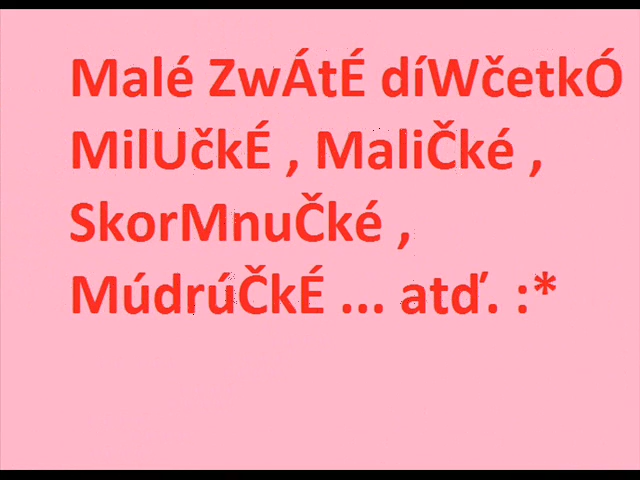 Malé ZwÁtÉ díWčetkÓ
MilUčkÉ , MaliČké ,
SkorMnuČké ,
MúdrúČkÉ ... atď. :*